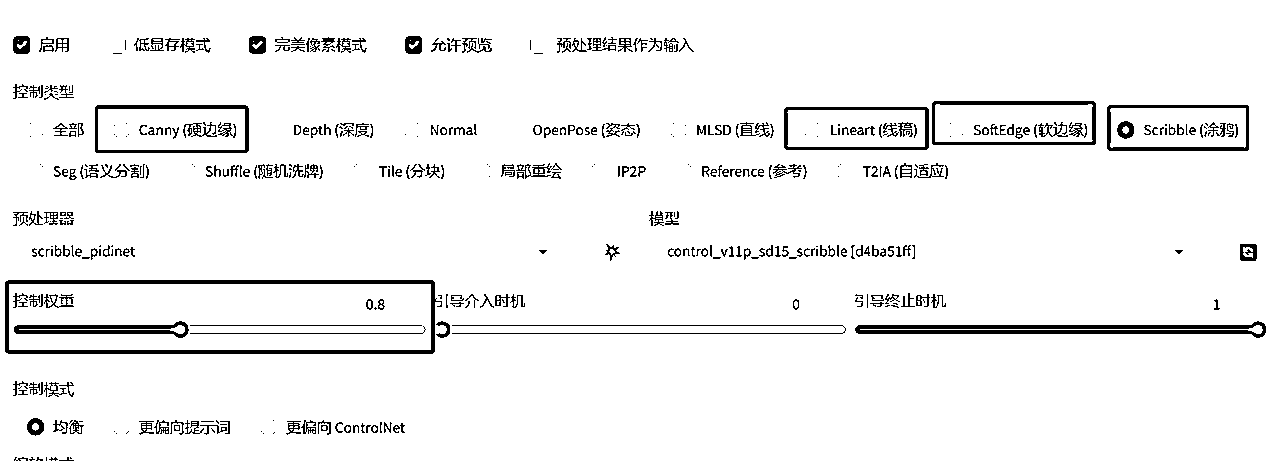 启用 低显存模式 完美像素模式 允许预览 预处理结果作为输入
控制类型
全部 Canny (硬边缘) Depth (深度) Normal OpenPose (姿态) MLSD (直线) Lineart (线稿) SoftEdge (软边缘) Scribble (涂鸦)
Seg (语义分割) Shuffle (随机洗牌) Tile (分块) 局部重绘 IP2P Reference (参考) T2IA (自适应)
预处理器 模型
scribble_pidinet control_v11p_sd15_scribble [d4ba51ff]
控制权重 0.8 引导介入时机 0 引导终止时机 1
控制模式
均衡 更偏向提示词 更偏向 ControlNet